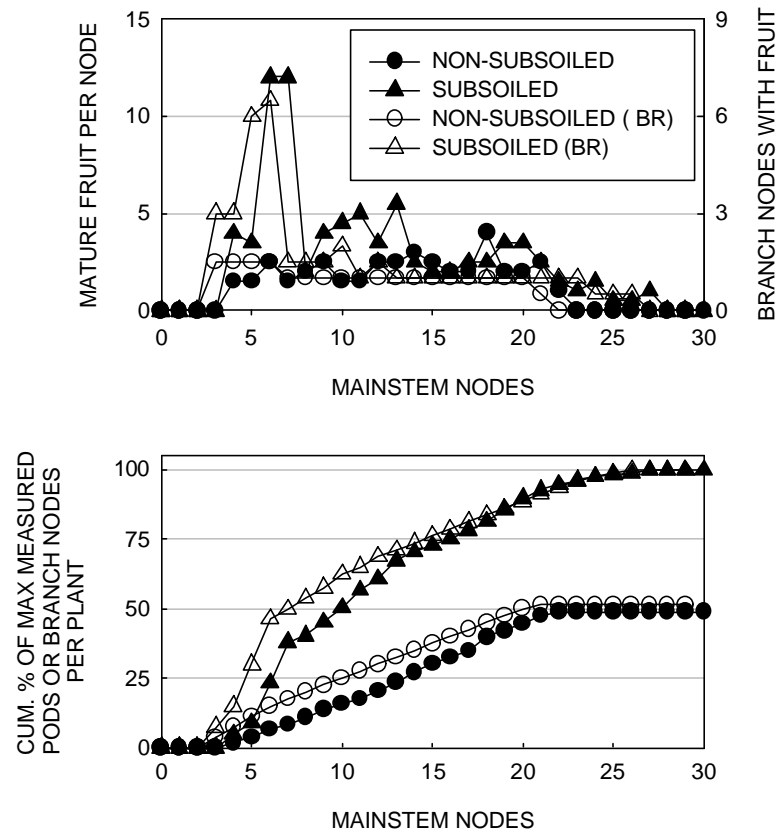 MATURE FRUIT PER NODE
15
10
5
0
NON-SUBSOILED
SUBSOILED
NON-SUBSOILED ( BR)
SUBSOILED (BR)
9
6
3
0
BRANCH NODES WITH FRUIT
0 5 10 15 20 25 30
MAINSTEM NODES
CUM. % OF MAX MEASURED
PODS OR BRANCH NODES
PER PLANT
100
75
50
25
0
0 5 10 15 20 25 30
MAINSTEM NODES